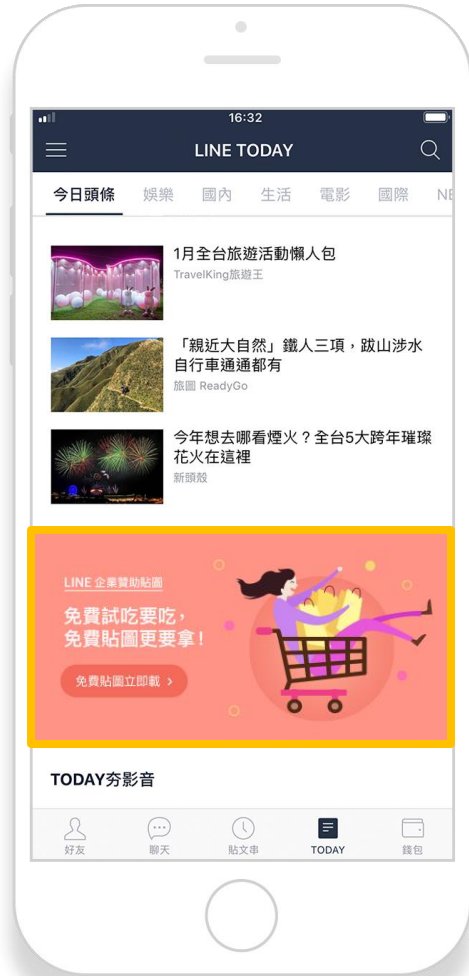 16:32
LINE TODAY
今日頭條 娛樂 國內 生活 電影 國際 NE
1月全台旅遊活動懶人包
TravelKing旅遊王
「親近大自然」鐵人三項,跋山涉水
自行車通通都有
旅圖 ReadyGo
今年想去哪看煙火?全台5大跨年璀璨
花火在這裡
新頭殼
LINE 企業贊助貼圖
免費試吃要吃,
免費貼圖更要拿!
免費貼圖立即載 >
TODAY夯影音
好友 聊天 貼文串 TODAY 錢包